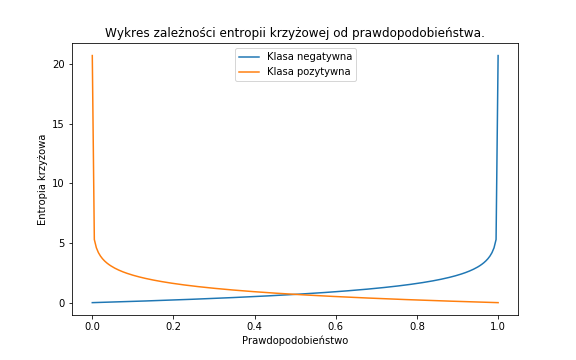 Wykres zależności entropii krzyżowej od prawdopodobieństwa.
Klasa negatywna
Klasa pozytywna
Entropia krzyżowa
20
15
10
5
0
0.0 0.2 0.4 0.6 0.8 1.0
Prawdopodobieństwo